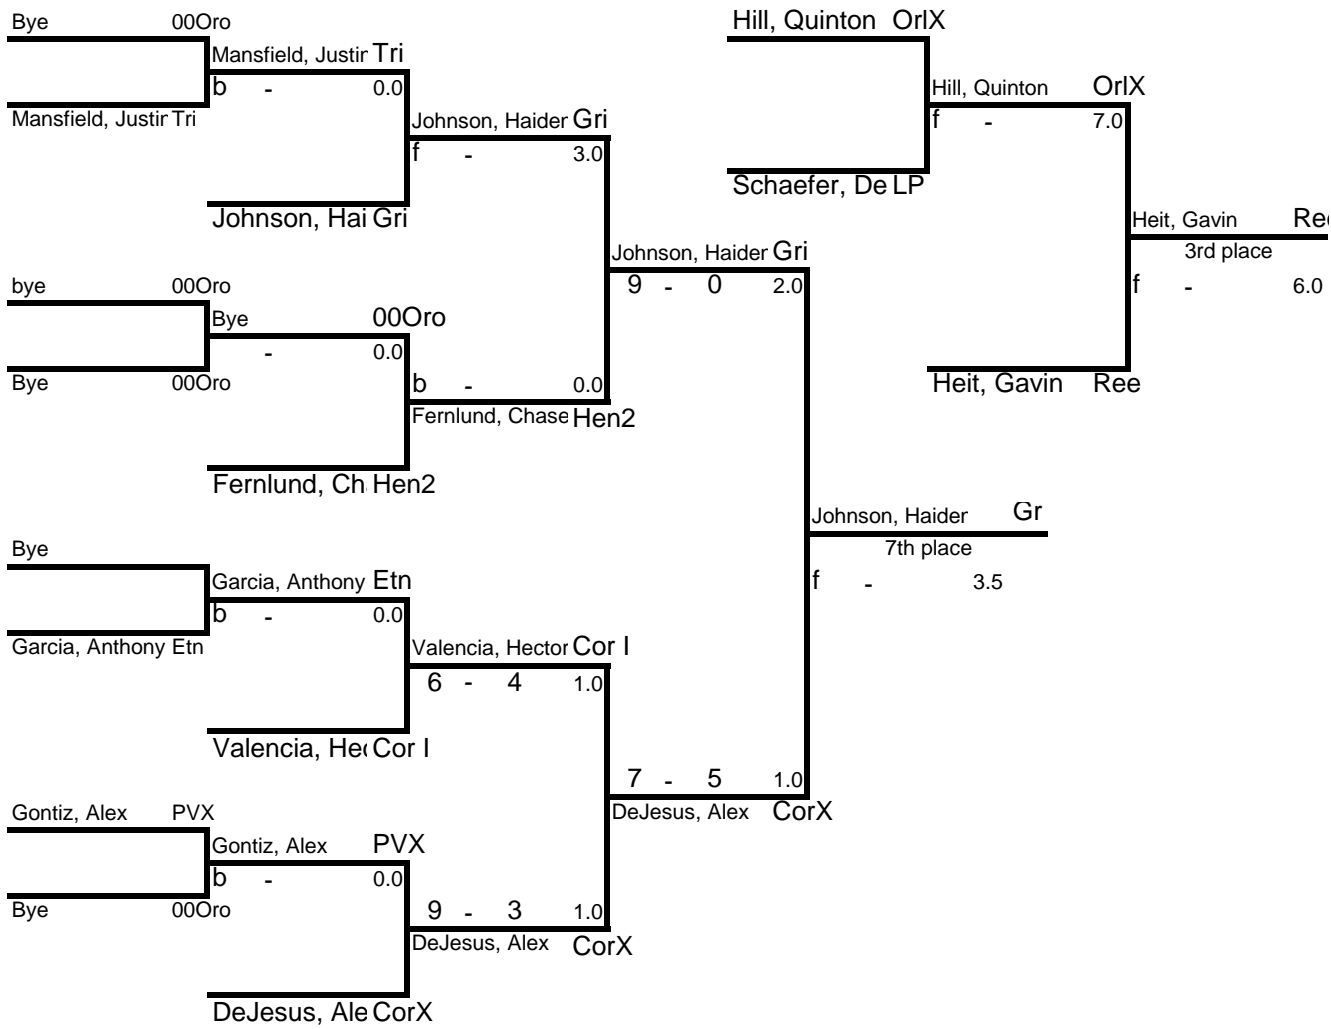 Bye 00Oro
Mansfield, Justin Tri
b - 0.0
Mansfield, Justin Tri
Johnson, Haider Gri
f - 3.0
Johnson, Hai Gri
Johnson, Haider Gri
9 - 0 2.0
bye 00Oro
Bye 00Oro
- 0.0
Bye 00Oro
b - 0.0
Fernlund, Chase Hen2
Fernlund, Cha Hen2
Johnson, Haider Gr
7th place
f - 3.5
Bye
Garcia, Anthony Etn
b - 0.0
Garcia, Anthony Etn
Valencia, Hector Cor I
6 - 4 1.0
Valencia, Hec Cor I
7 - 5 1.0
DeJesus, Alex CorX
Gontiz, Alex PVX
Gontiz, Alex PVX
b - 0.0
Bye 00Oro
9 - 3 1.0
DeJesus, Alex CorX
DeJesus, Ale CorX
Hill, Quinton OrlX
Hill, Quinton OrlX
f - 7.0
Schaefer, De LP
Heit, Gavin Ree
3rd place
f - 6.0
Heit, Gavin Ree